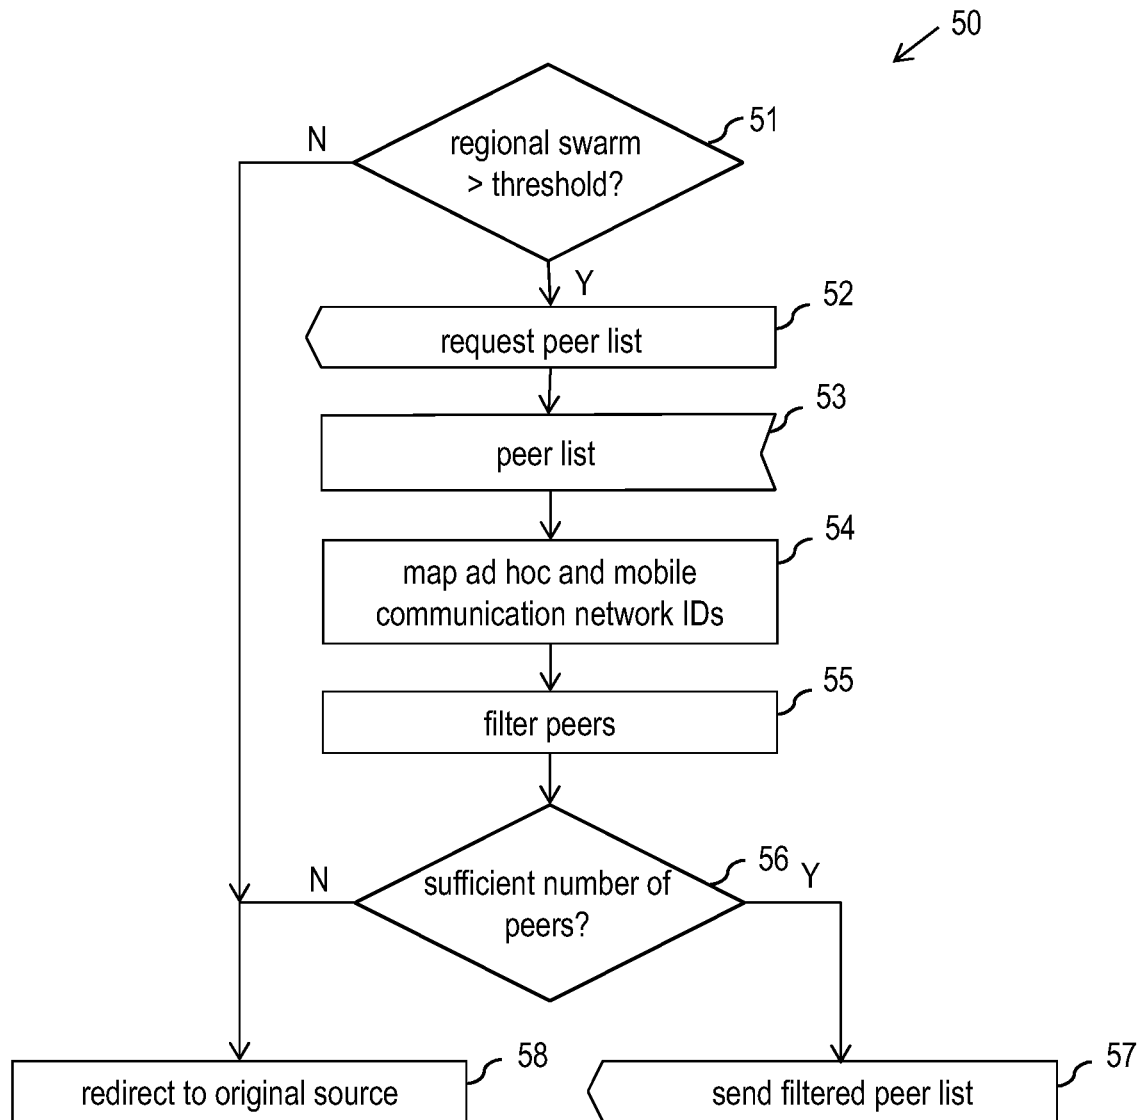 50
51
N
regional swarm
> threshold?
Y
52
request peer list
53
peer list
54
map ad hoc and mobile
communication network IDs
55
filter peers
56
Y
N
sufficient number of
peers?
58
redirect to original source
57
send filtered peer list